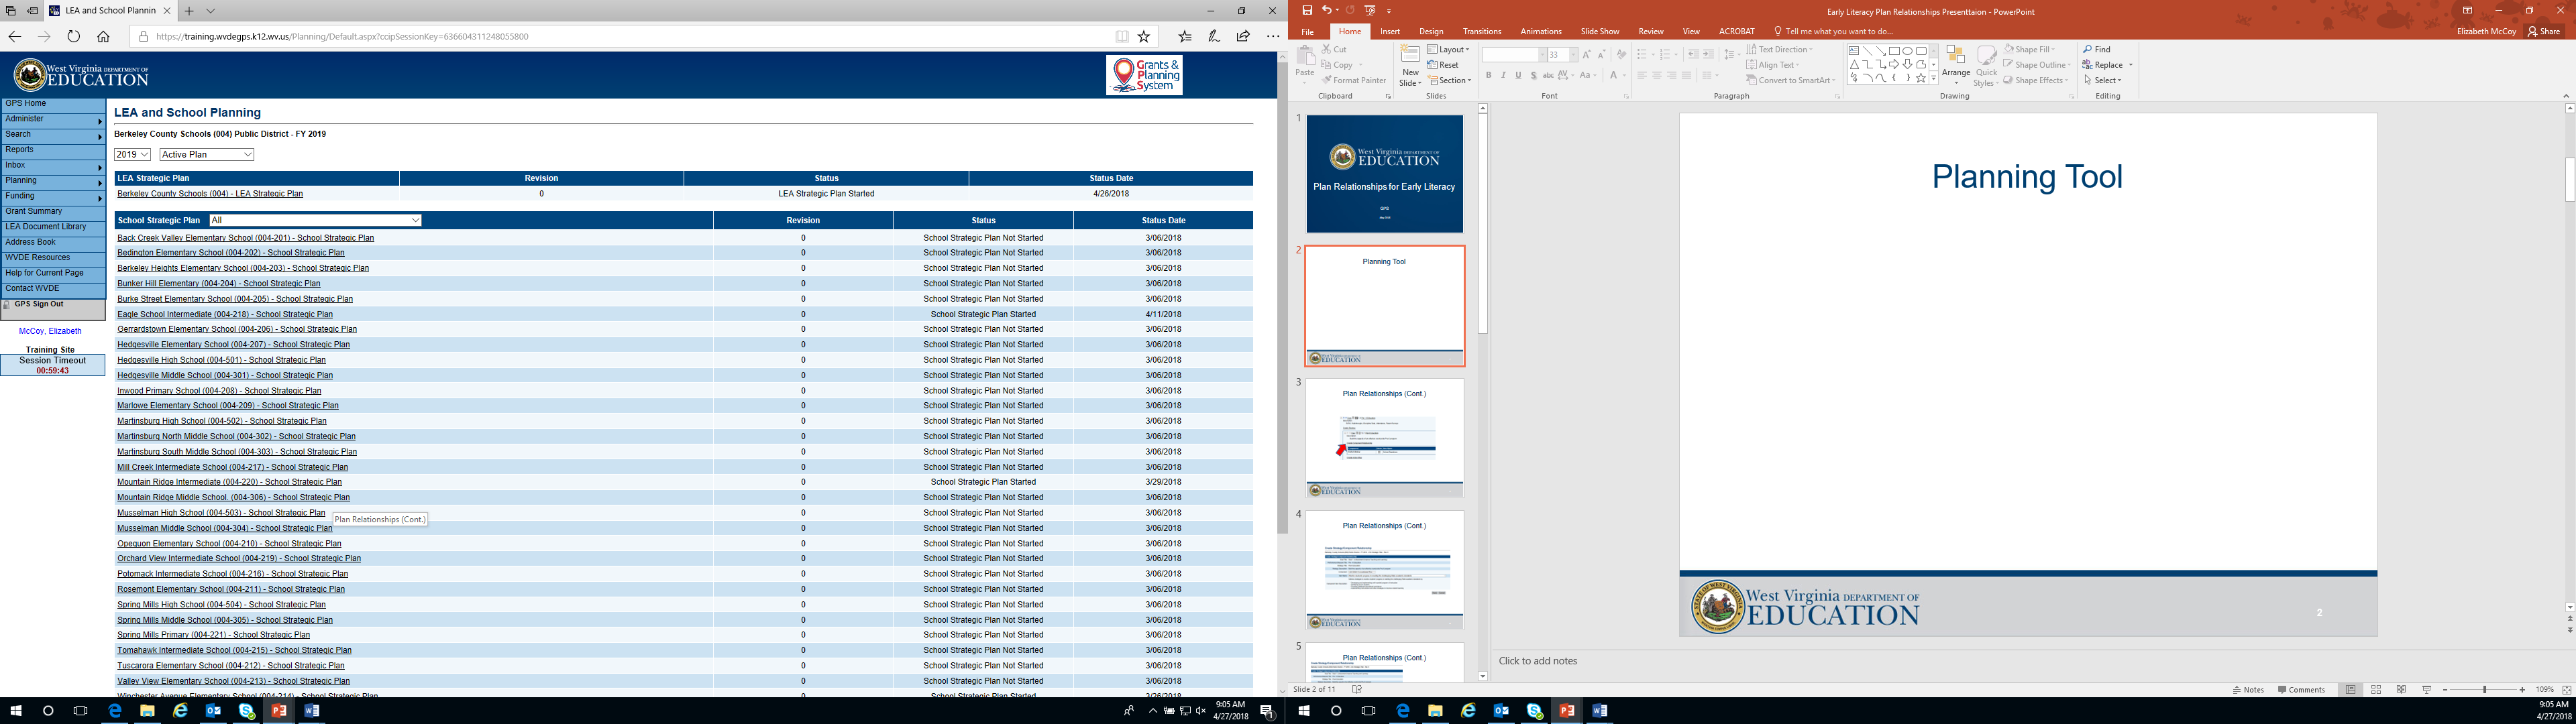 LEA and School Plannin
https://training.wvdegps.k12.wv.us/Planning/Default.aspx?ccipSessionKey=636604311248055800
West Virginia DEPARTMENT OF
EDUCATION
Grants &
Planning
System
GPS Home
Administer
Search
Reports
Inbox
Planning
Funding
Grant Summary
LEA Document Library
Address Book
WVDE Resources
Help for Current Page
Contact WVDE
GPS Sign Out
McCoy, Elizabeth
Training Site
Session Timeout
00:59:43
LEA and School Planning
Berkeley County Schools (004) Public District - FY 2019
2019 Active Plan
LEA Strategic Plan Revision Status Status Date
Berkeley County Schools (004) - LEA Strategic Plan 0 LEA Strategic Plan Started 4/26/2018
School Strategic Plan All Revision Status Status Date
Back Creek Valley Elementary School (004-201) - School Strategic Plan 0 School Strategic Plan Not Started 3/06/2018
Bedington Elementary School (004-202) - School Strategic Plan 0 School Strategic Plan Not Started 3/06/2018
Berkeley Heights Elementary School (004-203) - School Strategic Plan 0 School Strategic Plan Not Started 3/06/2018
Bunker Hill Elementary (004-204) - School Strategic Plan 0 School Strategic Plan Not Started 3/06/2018
Burke Street Elementary School (004-205) - School Strategic Plan 0 School Strategic Plan Not Started 3/06/2018
Eagle School Intermediate (004-218) - School Strategic Plan 0 School Strategic Plan Started 4/11/2018
Gerrardstown Elementary School (004-206) - School Strategic Plan 0 School Strategic Plan Not Started 3/06/2018
Hedgesville Elementary School (004-207) - School Strategic Plan 0 School Strategic Plan Not Started 3/06/2018
Hedgesville High School (004-501) - School Strategic Plan 0 School Strategic Plan Not Started 3/06/2018
Hedgesville Middle School (004-301) - School Strategic Plan 0 School Strategic Plan Not Started 3/06/2018
Inwood Primary School (004-208) - School Strategic Plan 0 School Strategic Plan Not Started 3/06/2018
Marlowe Elementary School (004-209) - School Strategic Plan 0 School Strategic Plan Not Started 3/06/2018
Martinsburg High School (004-502) - School Strategic Plan 0 School Strategic Plan Not Started 3/06/2018
Martinsburg North Middle School (004-302) - School Strategic Plan 0 School Strategic Plan Not Started 3/06/2018
Martinsburg South Middle School (004-303) - School Strategic Plan 0 School Strategic Plan Not Started 3/06/2018
Mill Creek Intermediate School (004-217) - School Strategic Plan 0 School Strategic Plan Not Started 3/06/2018
Mountain Ridge Intermediate (004-220) - School Strategic Plan 0 School Strategic Plan Started 3/29/2018
Mountain Ridge Middle School. (004-306) - School Strategic Plan 0 School Strategic Plan Not Started 3/06/2018
Musselman High School (004-503) - School Strategic Plan 0 School Strategic Plan Not Started 3/06/2018
Plan Relationships (Cont.)
Musselman Middle School (004-304) - School Strategic Plan 0 School Strategic Plan Not Started 3/06/2018
Opequon Elementary School (004-210) - School Strategic Plan 0 School Strategic Plan Not Started 3/06/2018
Orchard View Intermediate School (004-219) - School Strategic Plan 0 School Strategic Plan Not Started 3/06/2018
Potomack Intermediate School (004-216) - School Strategic Plan 0 School Strategic Plan Not Started 3/06/2018
Rosemont Elementary School (004-211) - School Strategic Plan 0 School Strategic Plan Not Started 3/06/2018
Spring Mills High School (004-504) - School Strategic Plan 0 School Strategic Plan Not Started 3/06/2018
Spring Mills Middle School (004-305) - School Strategic Plan 0 School Strategic Plan Not Started 3/06/2018
Spring Mills Primary (004-221) - School Strategic Plan 0 School Strategic Plan Not Started 3/06/2018
Tomahawk Intermediate School (004-215) - School Strategic Plan 0 School Strategic Plan Not Started 3/06/2018
Tuscarora Elementary School (004-212) - School Strategic Plan 0 School Strategic Plan Not Started 3/06/2018
Valley View Elementary School (004-213) - School Strategic Plan 0 School Strategic Plan Not Started 3/06/2018
Winchester Avenue Elementary School (004-214) - School Strategic Plan 0 School Strategic Plan Started 3/26/2018
9:05 AM
4/27/2018
Early Literacy Plan Relationships Presenttaion - PowerPoint
File Home Insert Design Transitions Animations Slide Show Review View ACROBAT Tell me what you want to do...
Elizabeth McCoy Share
Paste
Cut
Copy
Format Painter
Clipboard
New
Slide
Layout
Reset
Section
Slides
33
B I U S abc AV Aa A
Font
Text Direction
Align Text
Convert to SmartArt
Paragraph
Arrange
Quick
Styles
Shape Fill
Shape Outline
Shape Effects
Drawing
Find
Replace
Select
Editing
1
West Virginia DEPARTMENT OF
EDUCATION
Plan Relationships for Early Literacy
GPS
2
Planning Tool
EDUCATION
3
Plan Relationships (Cont.)
EDUCATION
4
Plan Relationships (Cont.)
EDUCATION
5
Plan Relationships (Cont.)
Planning Tool
West Virginia DEPARTMENT OF
EDUCATION
2
Click to add notes
Slide 2 of 11
Notes Comments
109%
9:05 AM
4/27/2018